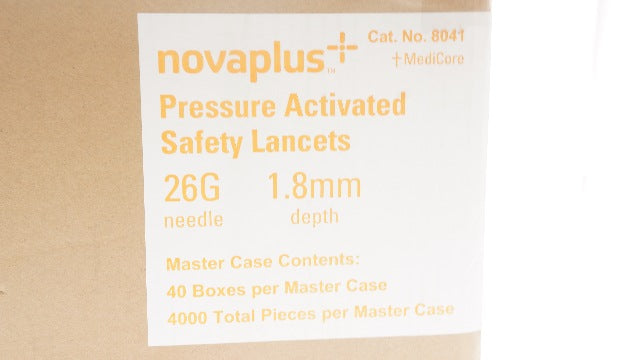 novaplus™
Cat. No. 8041
+MediCore
Pressure Activated
Safety Lancets
26G 1.8mm
needle depth
Master Case Contents:
40 Boxes per Master Case
4000 Total Pieces per Master Case